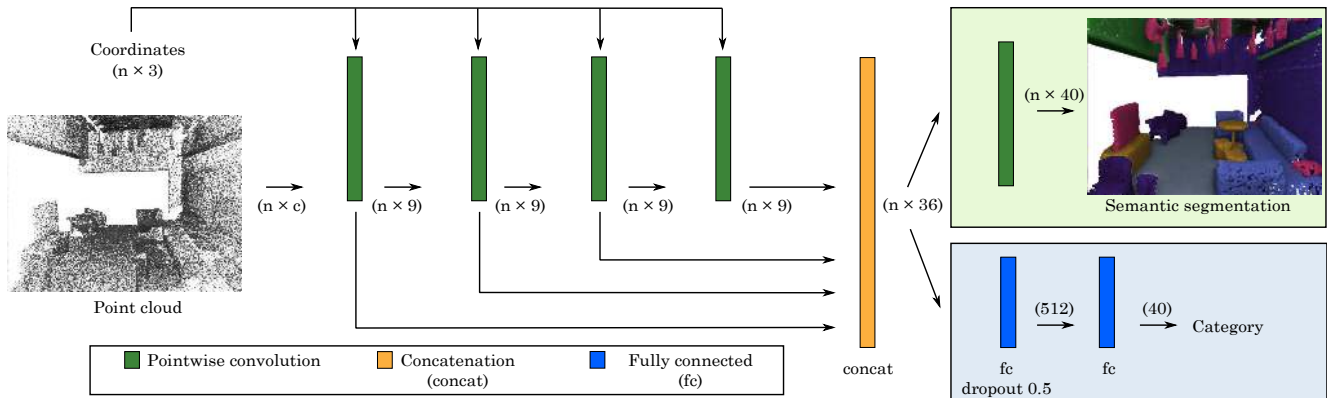 Coordinates
(n × 3)
(n × c)
(n × 9)
(n × 9)
(n × 9)
(n × 9)
(n × 36)
(n × 40)
Semantic segmentation
Point cloud
(512)
(40)
Category
fc
dropout 0.5
fc
concat
Pointwise convolution
Concatenation
(concat)
Fully connected
(fc)